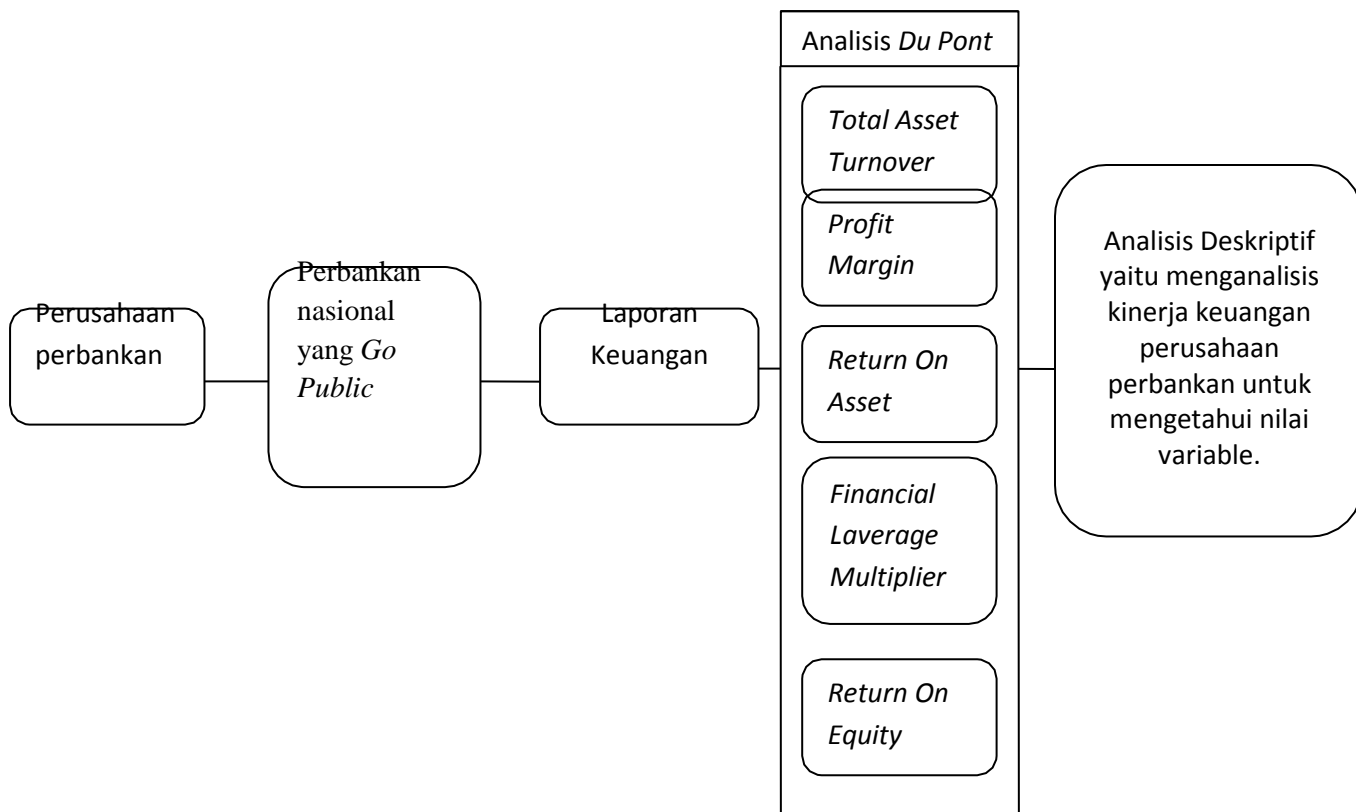 Perusahaan
perbankan
Perbankan
nasional
yang Go
Public
Laporan
Keuangan
Analisis Du Pont
Total Asset
Turnover
Profit
Margin
Return On
Asset
Financial
Laverage
Multiplier
Return On
Equity
Analisis Deskriptif
yaitu menganalisis
kinerja keuangan
perusahaan
perbankan untuk
mengetahui nilai
variable.